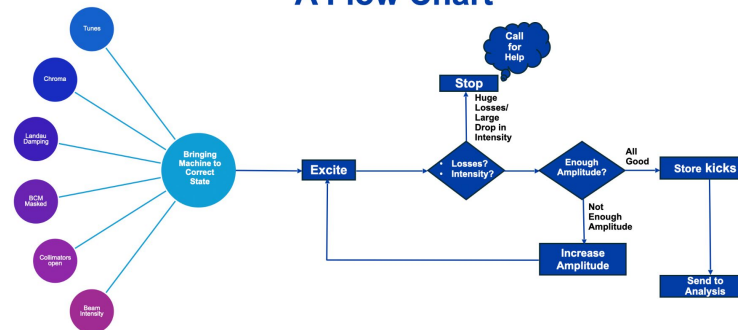 A Flow Chart
Tunes
Chroma
Landau
Damping
BCM
Masked
Collimators
open
Beam
Intensity
Bringing
Machine to
Correct
State
Excite
Call
for
Help
Stop
Huge
Losses/
Large
Drop in
Intensity
• Losses?
• Intensity?
Enough
Amplitude?
All
Good
Store kicks
Not
Enough
Amplitude
Increase
Amplitude
Send to
Analysis